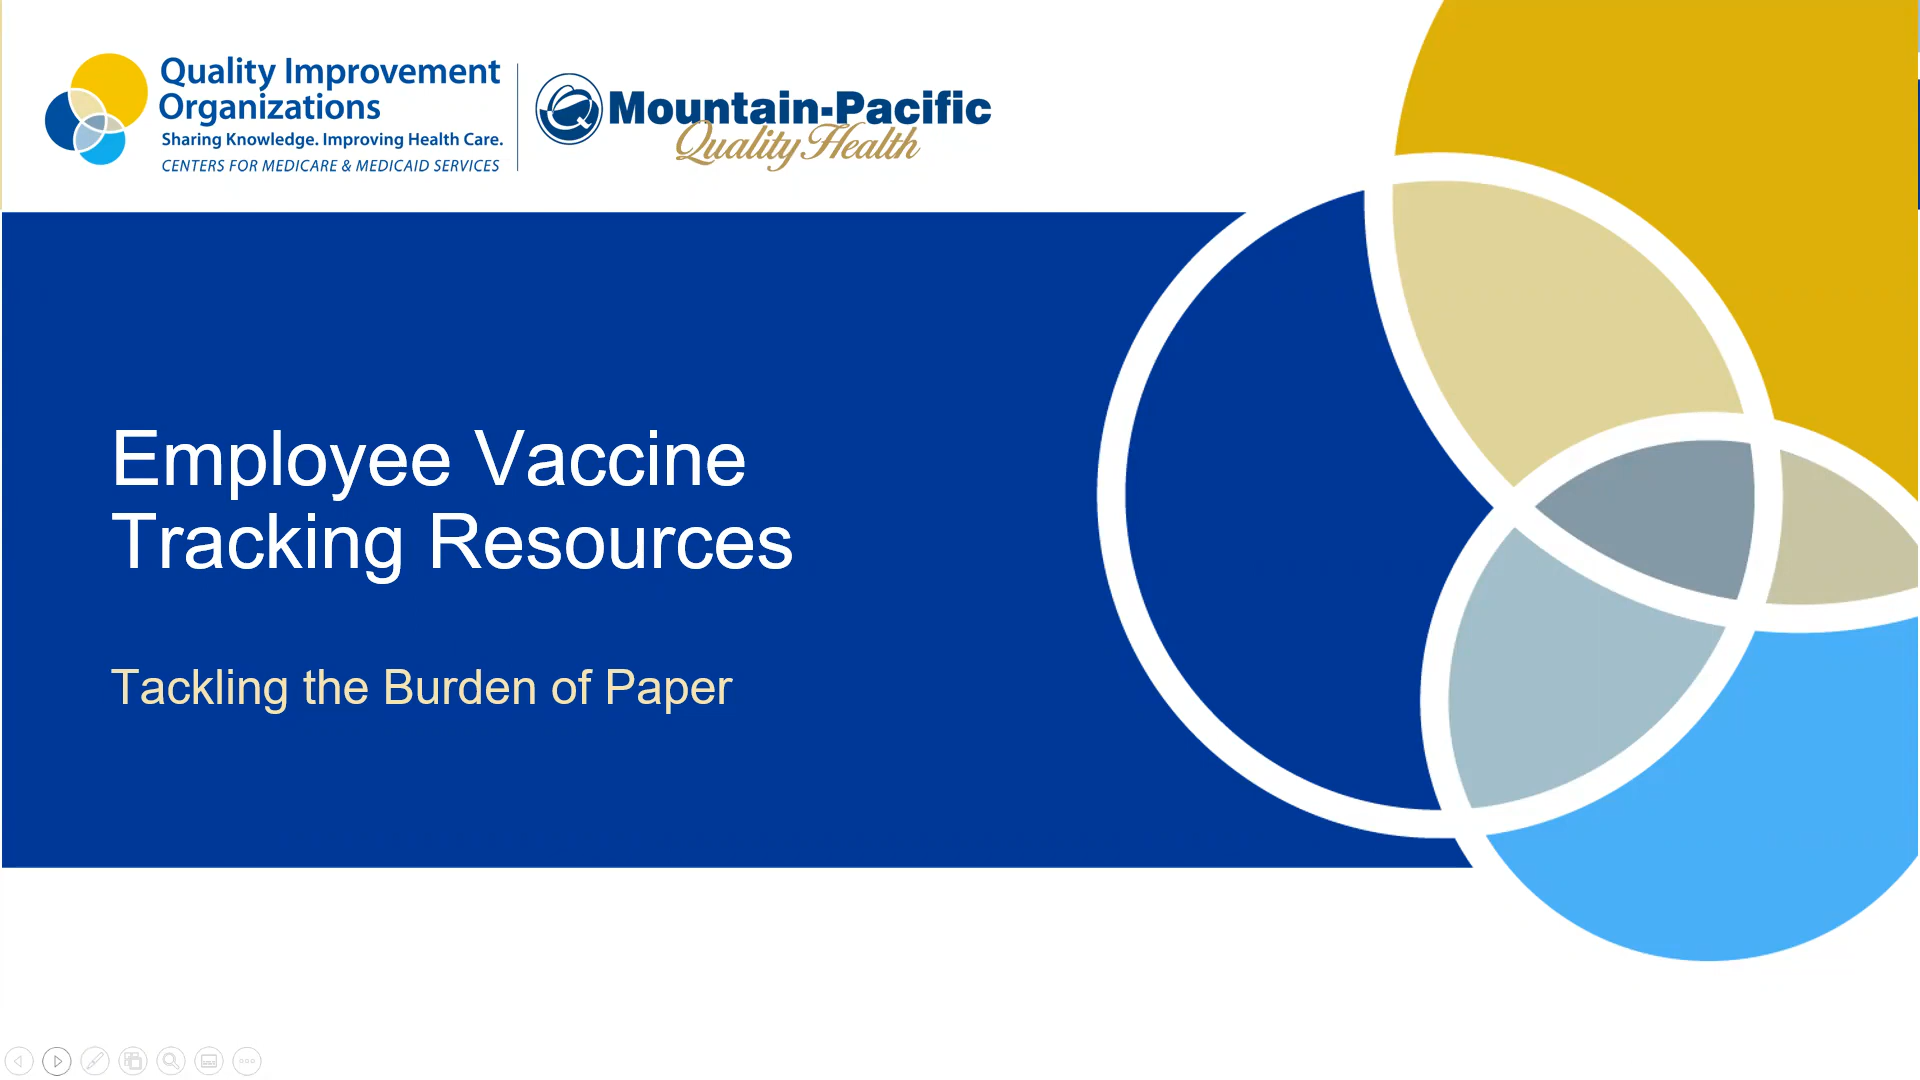 Quality Improvement
Organizations
Sharing Knowledge. Improving Health Care.
CENTERS FOR MEDICARE & MEDICAID SERVICES
Mountain-Pacific
Quality Health
Employee Vaccine
Tracking Resources
Tackling the Burden of Paper